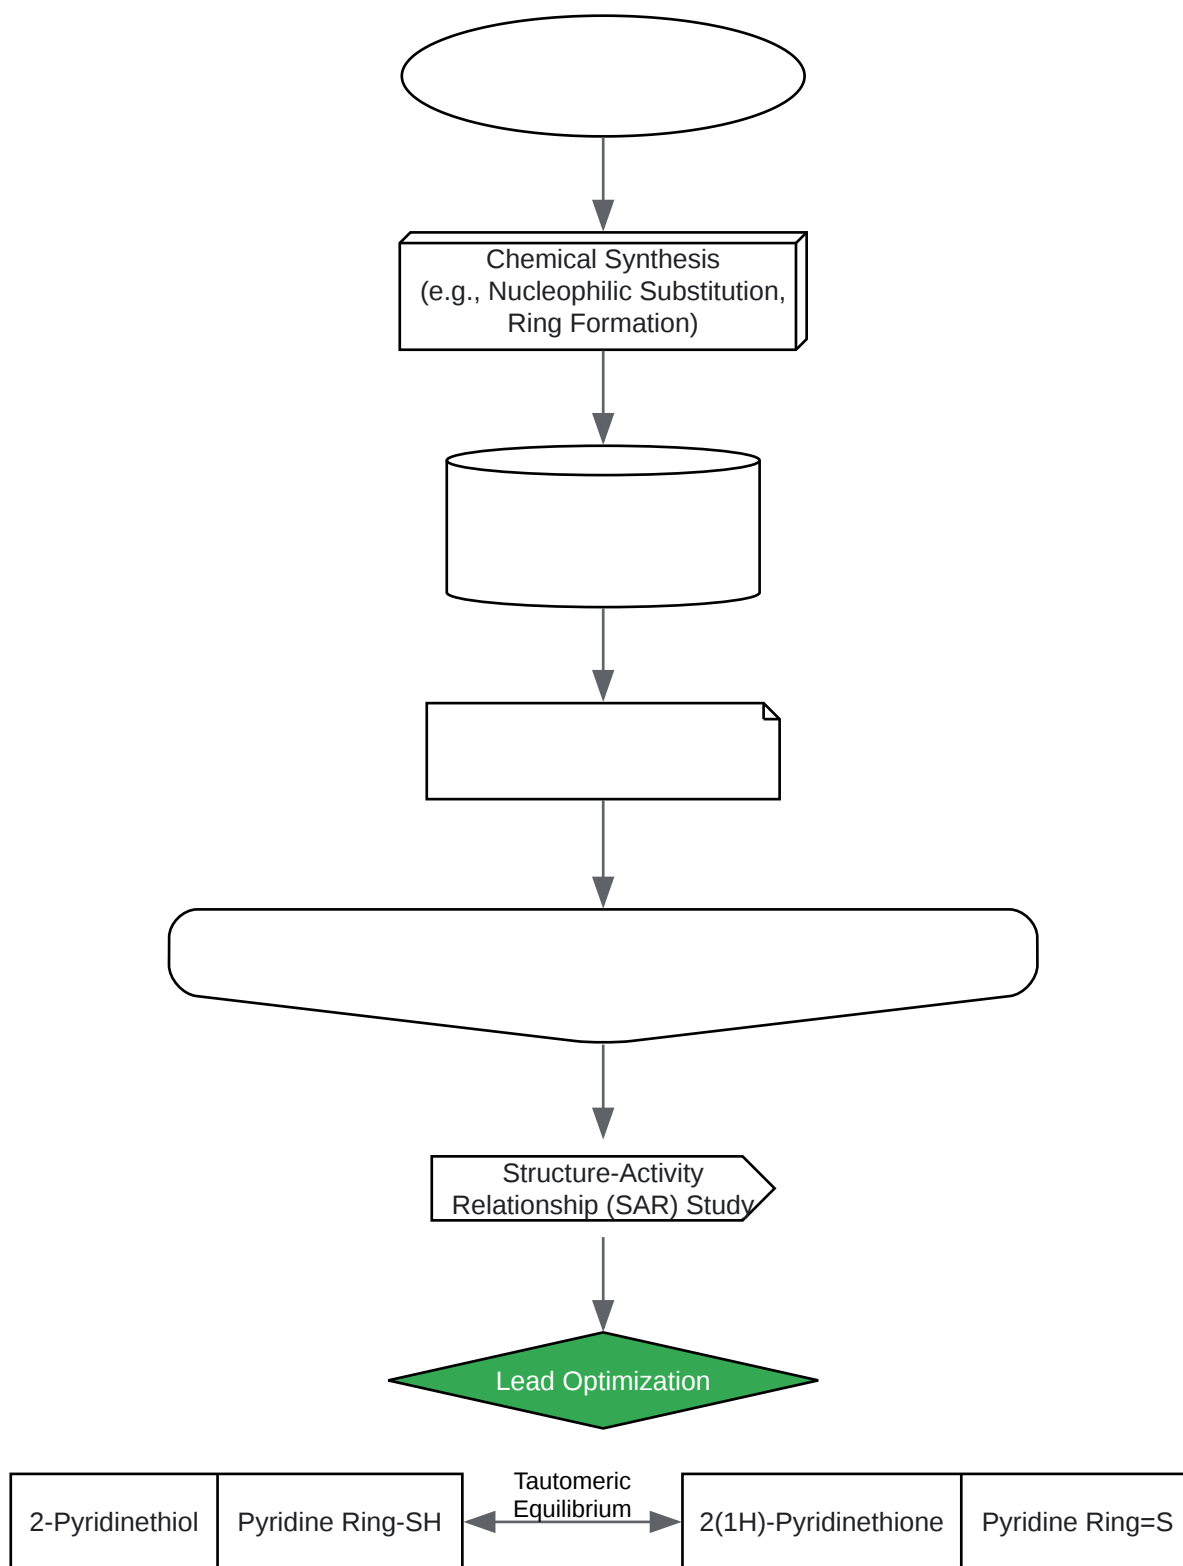 Chemical Synthesis
(e.g., Nucleophilic Substitution,
Ring Formation)
Structure-Activity
Relationship (SAR) Study
Lead Optimization
2-Pyridinethiol
Pyridine Ring-SH
Tautomeric
Equilibrium
2(1H)-Pyridinethione
Pyridine Ring=S